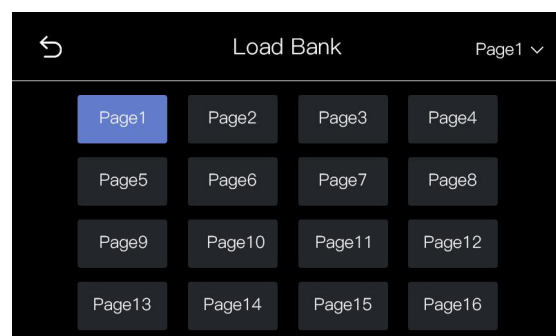 Load Bank Page1
Page1 Page2 Page3 Page4
Page5 Page6 Page7 Page8
Page9 Page10 Page11 Page12
Page13 Page14 Page15 Page16